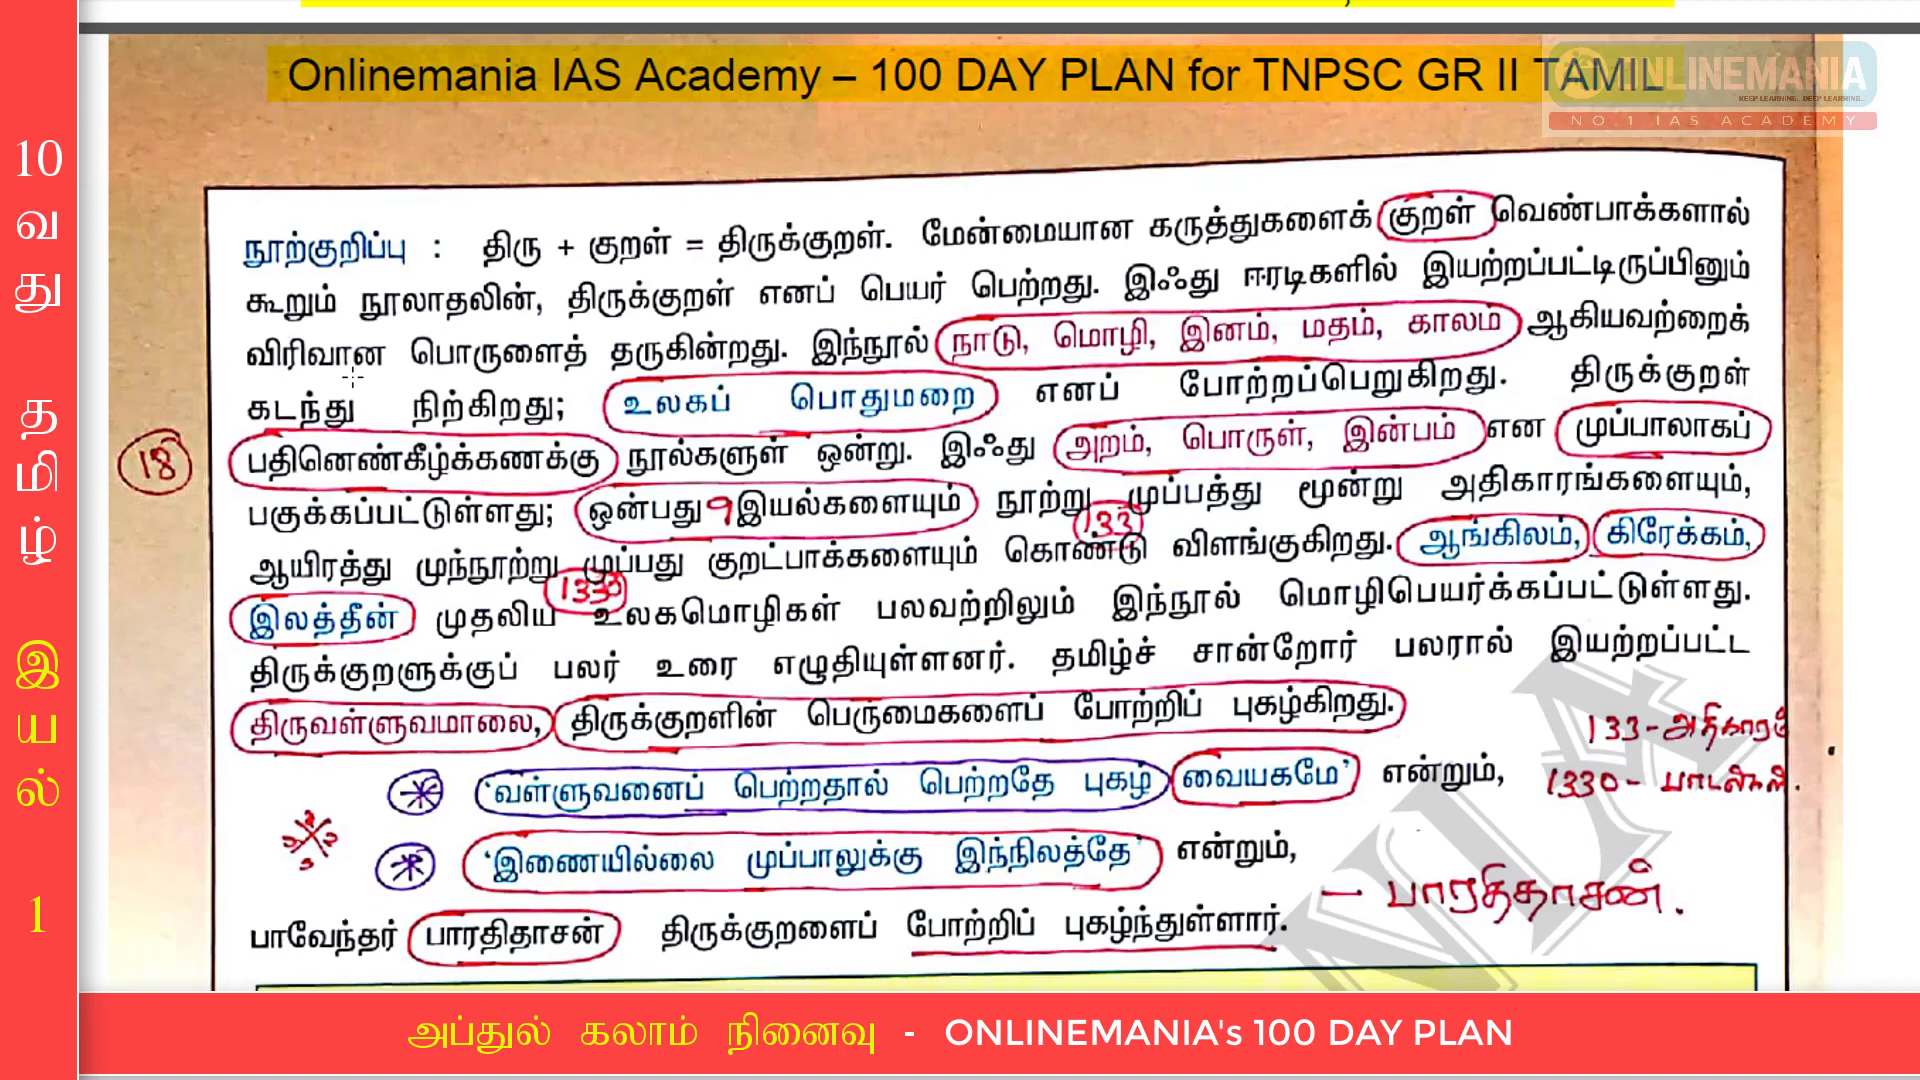 Onlinemania IAS Academy – 100 DAY PLAN for TNPSC GR II TAMIL
ONLINEMANIA
KEEP LEARNING...DEEP LEARNING...
NO.1 IAS ACADEMY
10வது தமிழ் இயல் 1
நூற்குறிப்பு : திரு + குறள் = திருக்குறள். மேன்மையான கருத்துகளைக் குறள் வெண்பாக்களால்
கூறும் நூலாதலின், திருக்குறள் எனப் பெயர் பெற்றது. இஃது ஈரடிகளில் இயற்றப்பட்டிருப்பினும்
விரிவான பொருளைத் தருகின்றது. இந்நூல் நாடு, மொழி, இனம், மதம், காலம் ஆகியவற்றைக்
கடந்து நிற்கிறது; உலகப் பொதுமறை எனப் போற்றப்பெறுகிறது. திருக்குறள்
18 பதினெண்கீழ்க்கணக்கு நூல்களுள் ஒன்று. இஃது அறம், பொருள், இன்பம் என முப்பாலாகப்
பகுக்கப்பட்டுள்ளது; ஒன்பது 9 இயல்களையும் நூற்று முப்பத்து மூன்று அதிகாரங்களையும்,
133
ஆயிரத்து முந்நூற்று முப்பது குறட்பாக்களையும் கொண்டு விளங்குகிறது. ஆங்கிலம், கிரேக்கம்,
1330
இலத்தீன் முதலிய உலகமொழிகள் பலவற்றிலும் இந்நூல் மொழிபெயர்க்கப்பட்டுள்ளது.
திருக்குறளுக்குப் பலர் உரை எழுதியுள்ளனர். தமிழ்ச் சான்றோர் பலரால் இயற்றப்பட்ட
திருவள்ளுவமாலை, திருக்குறளின் பெருமைகளைப் போற்றிப் புகழ்கிறது.
133-அதிகாரம்
'வள்ளுவனைப் பெற்றதால் பெற்றதே புகழ் வையகமே' என்றும்,
1330- பாடல்கள்.
'இணையில்லை முப்பாலுக்கு இந்நிலத்தே' என்றும்,
– பாரதிதாசன்.
பாவேந்தர் பாரதிதாசன் திருக்குறளைப் போற்றிப் புகழ்ந்துள்ளார்.
அப்துல் கலாம் நினைவு - ONLINEMANIA's 100 DAY PLAN